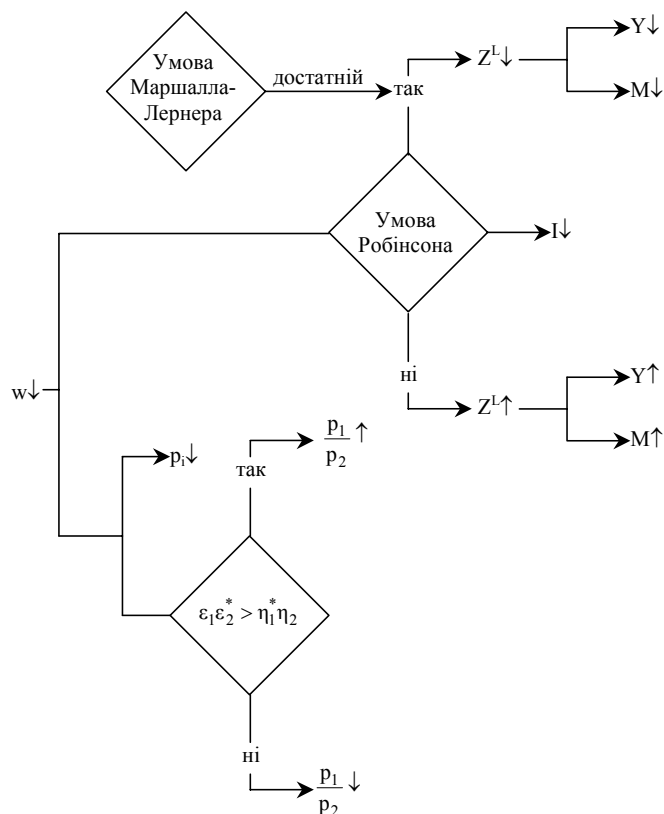 Умова
Маршалла-
Лернера
достатній
так
Z^L↓
Y↓
M↓
Умова
Робінсона
I↓
ні
Z^L↑
Y↑
M↑
w↓
p_i↓
так
p_1
p_2
↑
ε_1ε_2^* > η_1^*η_2
ні
p_1
p_2
↓